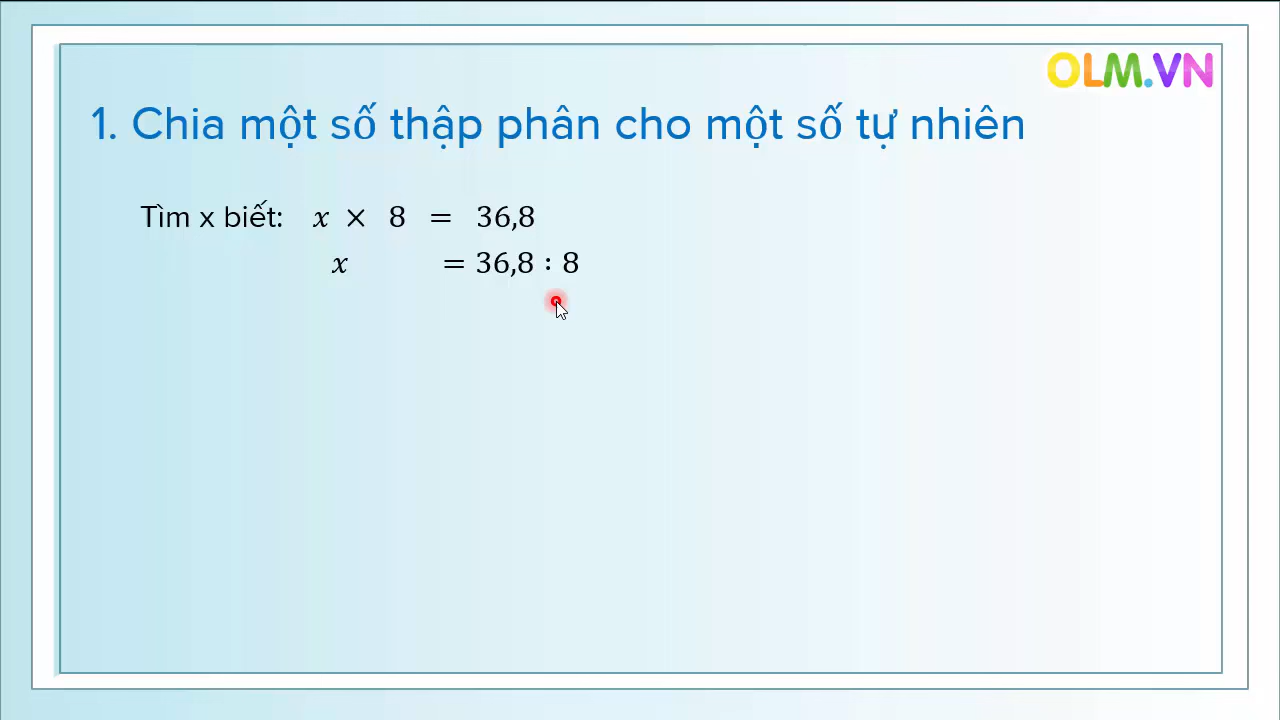 OLM.VN
1. Chia một số thập phân cho một số tự nhiên
Tìm x biết: x × 8 = 36,8
x = 36,8 : 8